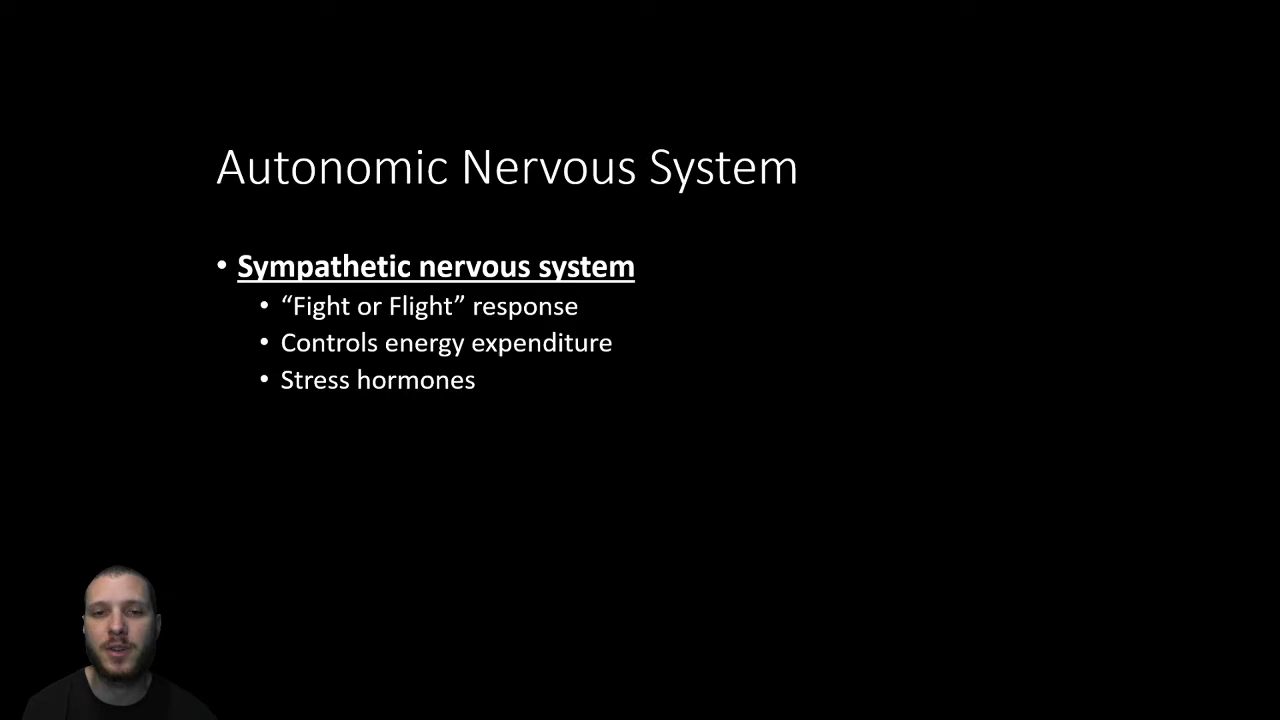 Autonomic Nervous System
• Sympathetic nervous system
• “Fight or Flight” response
• Controls energy expenditure
• Stress hormones